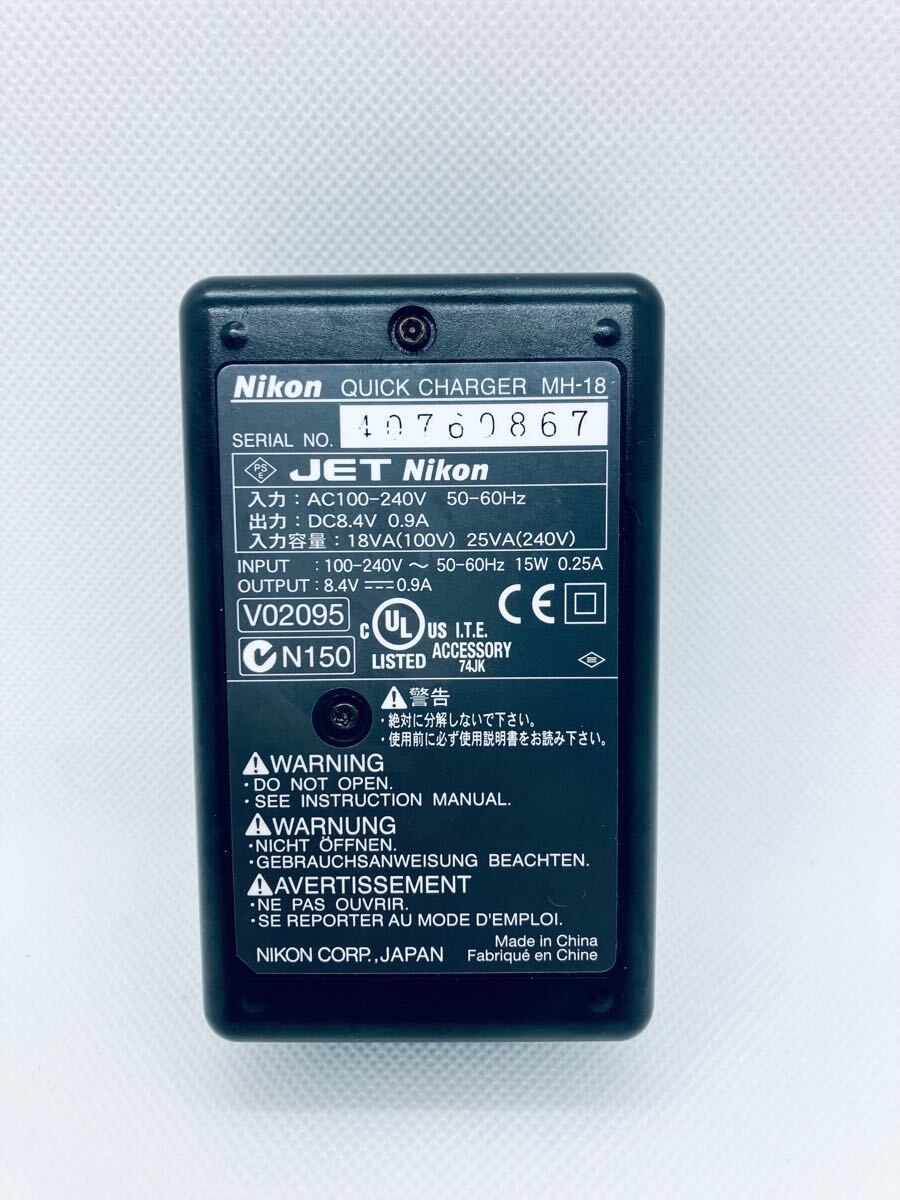 Nikon QUICK CHARGER MH-18
SERIAL NO. 40760867
PS E JET Nikon
入力：AC100-240V 50-60Hz
出力：DC8.4V 0.9A
入力容量：18VA(100V) 25VA(240V)
INPUT : 100-240V ～ 50-60Hz 15W 0.25A
OUTPUT : 8.4V ⎓ 0.9A
V02095
N150
C UL US LISTED
I.T.E. ACCESSORY 74JK
CE
警告
・絶対に分解しないで下さい。
・使用前に必ず使用説明書をお読み下さい。
WARNING
・DO NOT OPEN.
・SEE INSTRUCTION MANUAL.
WARNUNG
・NICHT ÖFFNEN.
・GEBRAUCHSANWEISUNG BEACHTEN.
AVERTISSEMENT
・NE PAS OUVRIR.
・SE REPORTER AU MODE D'EMPLOI.
NIKON CORP.,JAPAN
Made in China
Fabriqué en Chine